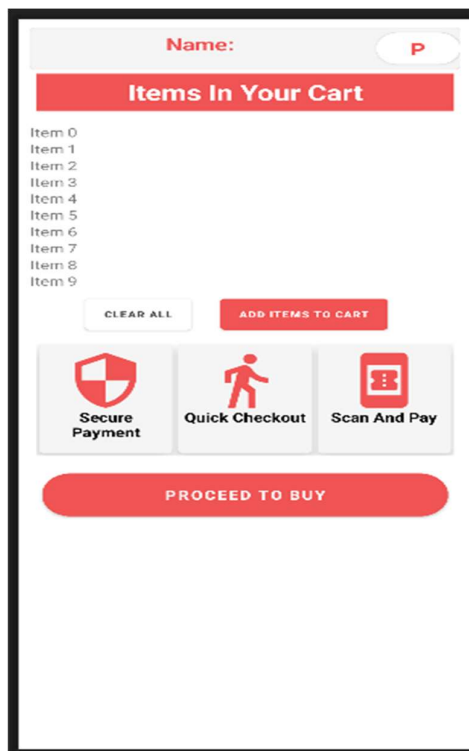 Name: P
Items In Your Cart
Item 0
Item 1
Item 2
Item 3
Item 4
Item 5
Item 6
Item 7
Item 8
Item 9
CLEAR ALL ADD ITEMS TO CART
Secure Quick Checkout Scan And Pay
Payment
PROCEED TO BUY